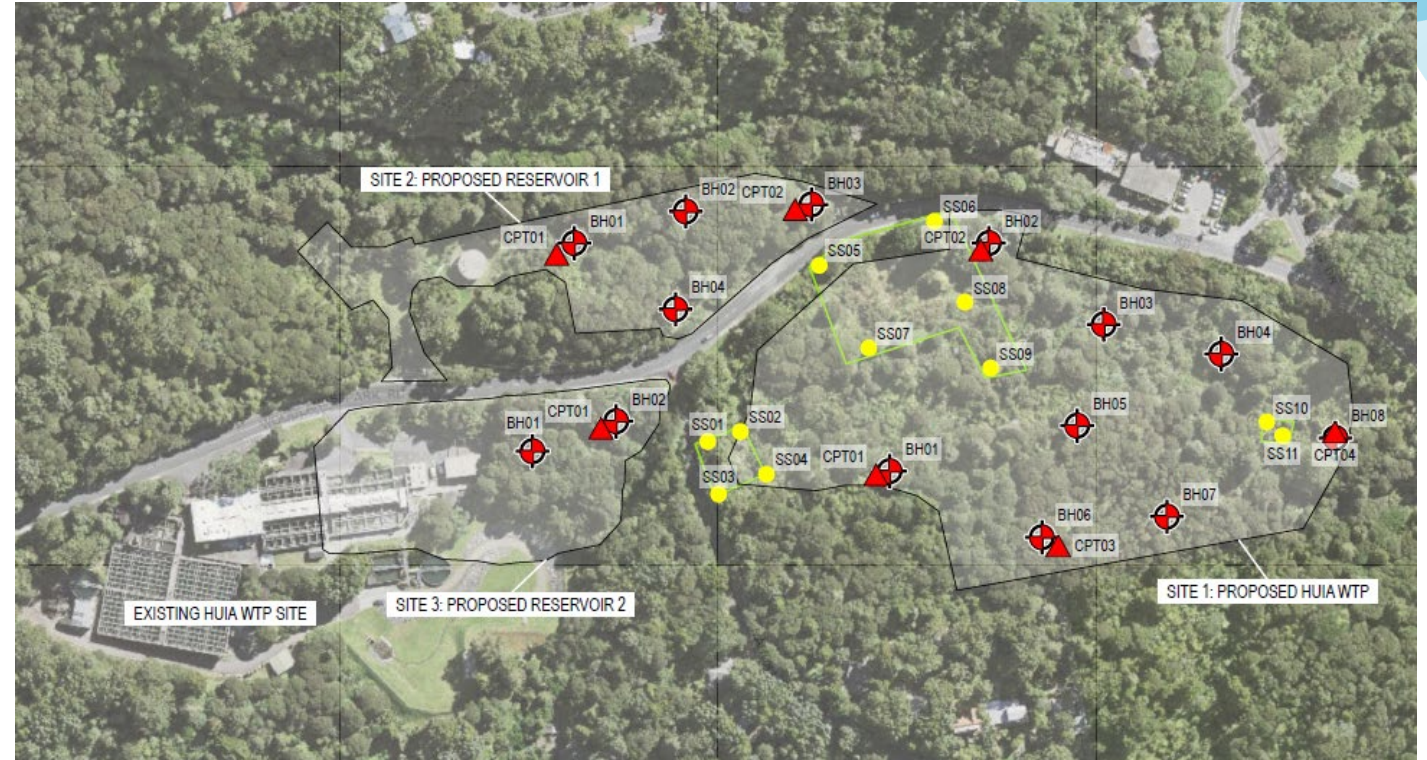 SITE 2: PROPOSED RESERVOIR 1
BH01
CPT01
BH02
CPT02
BH03
BH04
SS06
CPT02
BH02
SS05
SS08
SS07
SS09
BH03
BH04
BH05
SS10
SS11
BH08
CPT04
CPT01
BH02
BH01
SS01
SS02
SS04
SS03
CPT01
BH01
BH06
CPT03
BH07
SITE 1: PROPOSED HUIA WTP
EXISTING HUIA WTP SITE
SITE 3: PROPOSED RESERVOIR 2